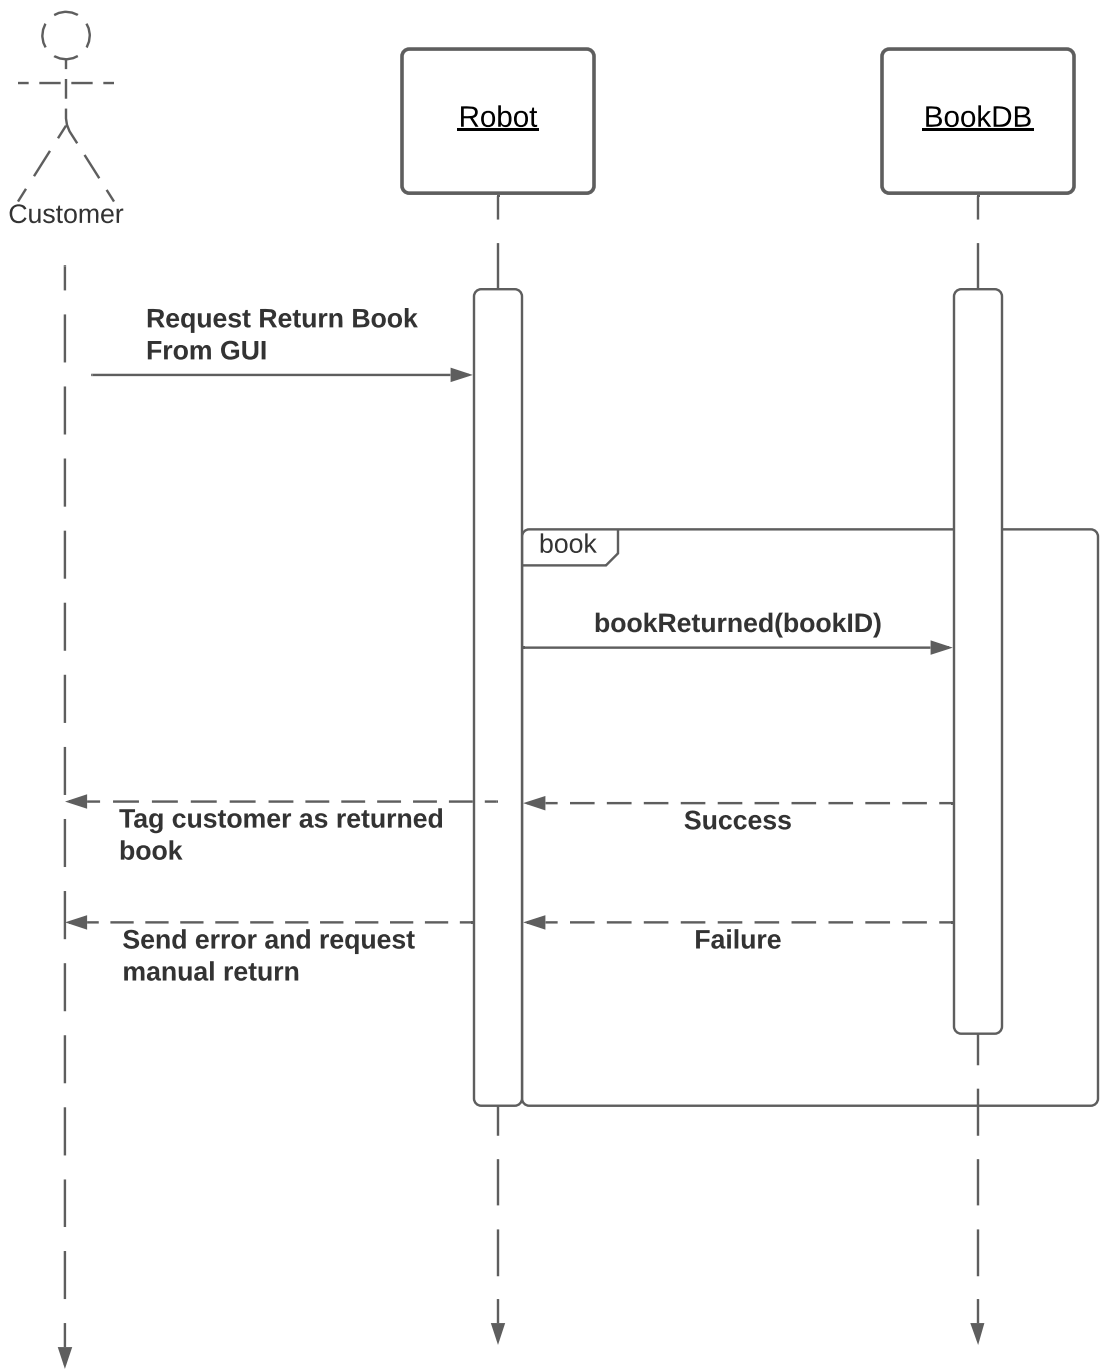 Robot
BookDB
Customer
Request Return Book
From GUI
book
bookReturned(bookID)
Tag customer as returned
book
Success
Send error and request
manual return
Failure